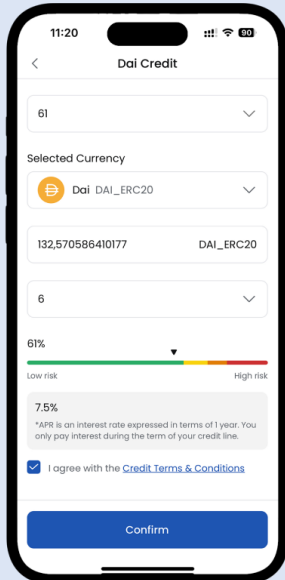 11:20
90
Dai Credit
61
Selected Currency
Dai DAI_ERC20
132,570586410177 DAI_ERC20
6
61%
Low risk High risk
7.5%
*APR is an interest rate expressed in terms of 1 year. You
only pay interest during the term of your credit line.
I agree with the Credit Terms & Conditions
Confirm